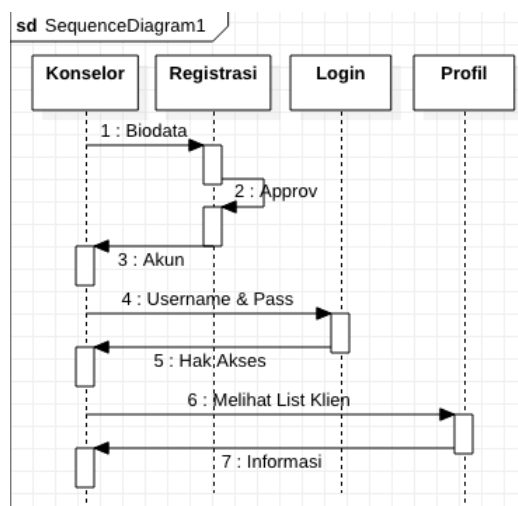 sd SequenceDiagram1
Konselor Registrasi Login Profil
1 : Biodata
2 : Approv
3 : Akun
4 : Username & Pass
5 : Hak Akses
6 : Melihat List Klien
7 : Informasi